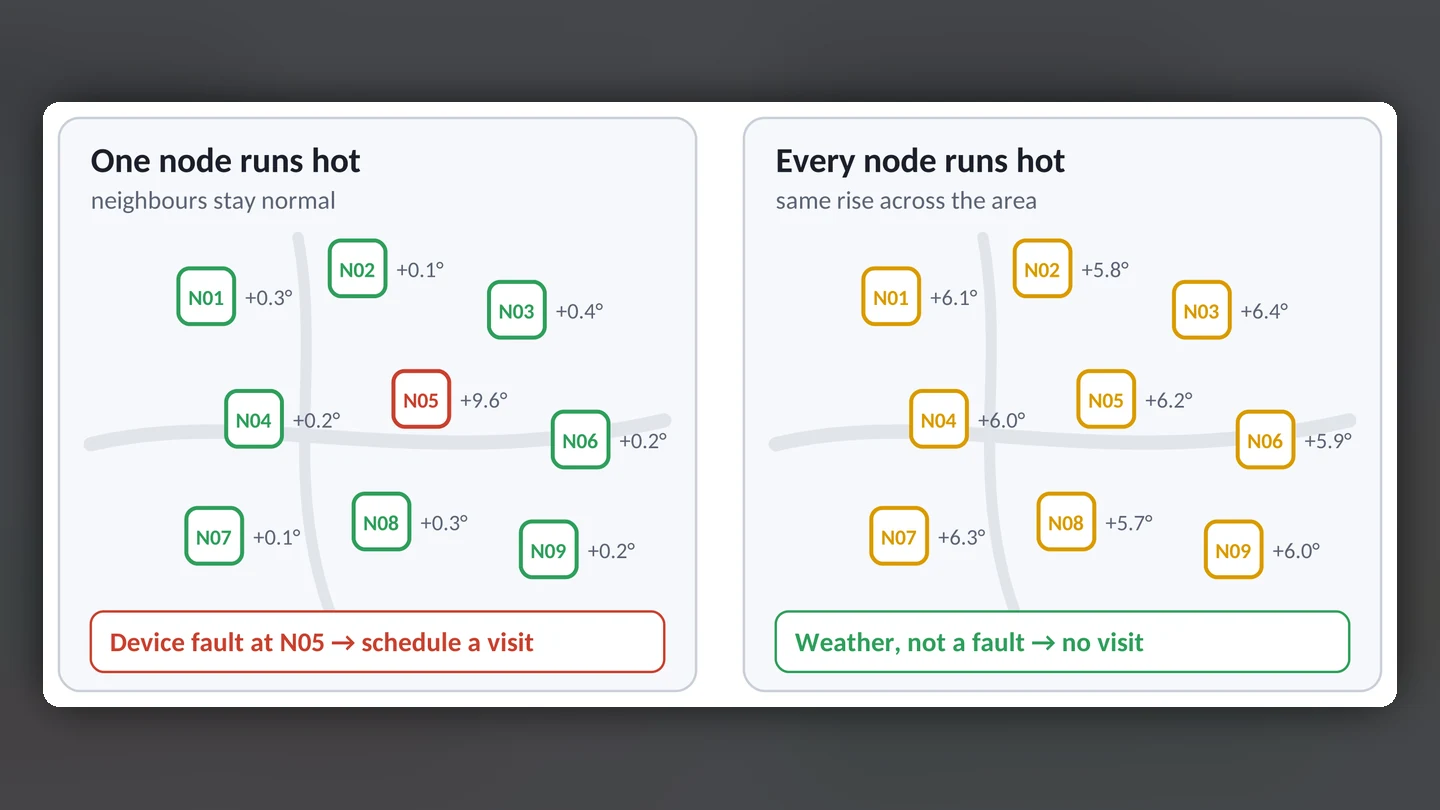 One node runs hot
neighbours stay normal
N01 +0.3°
N02 +0.1°
N03 +0.4°
N04 +0.2°
N05 +9.6°
N06 +0.2°
N07 +0.1°
N08 +0.3°
N09 +0.2°
Device fault at N05 → schedule a visit
Every node runs hot
same rise across the area
N01 +6.1°
N02 +5.8°
N03 +6.4°
N04 +6.0°
N05 +6.2°
N06 +5.9°
N07 +6.3°
N08 +5.7°
N09 +6.0°
Weather, not a fault → no visit